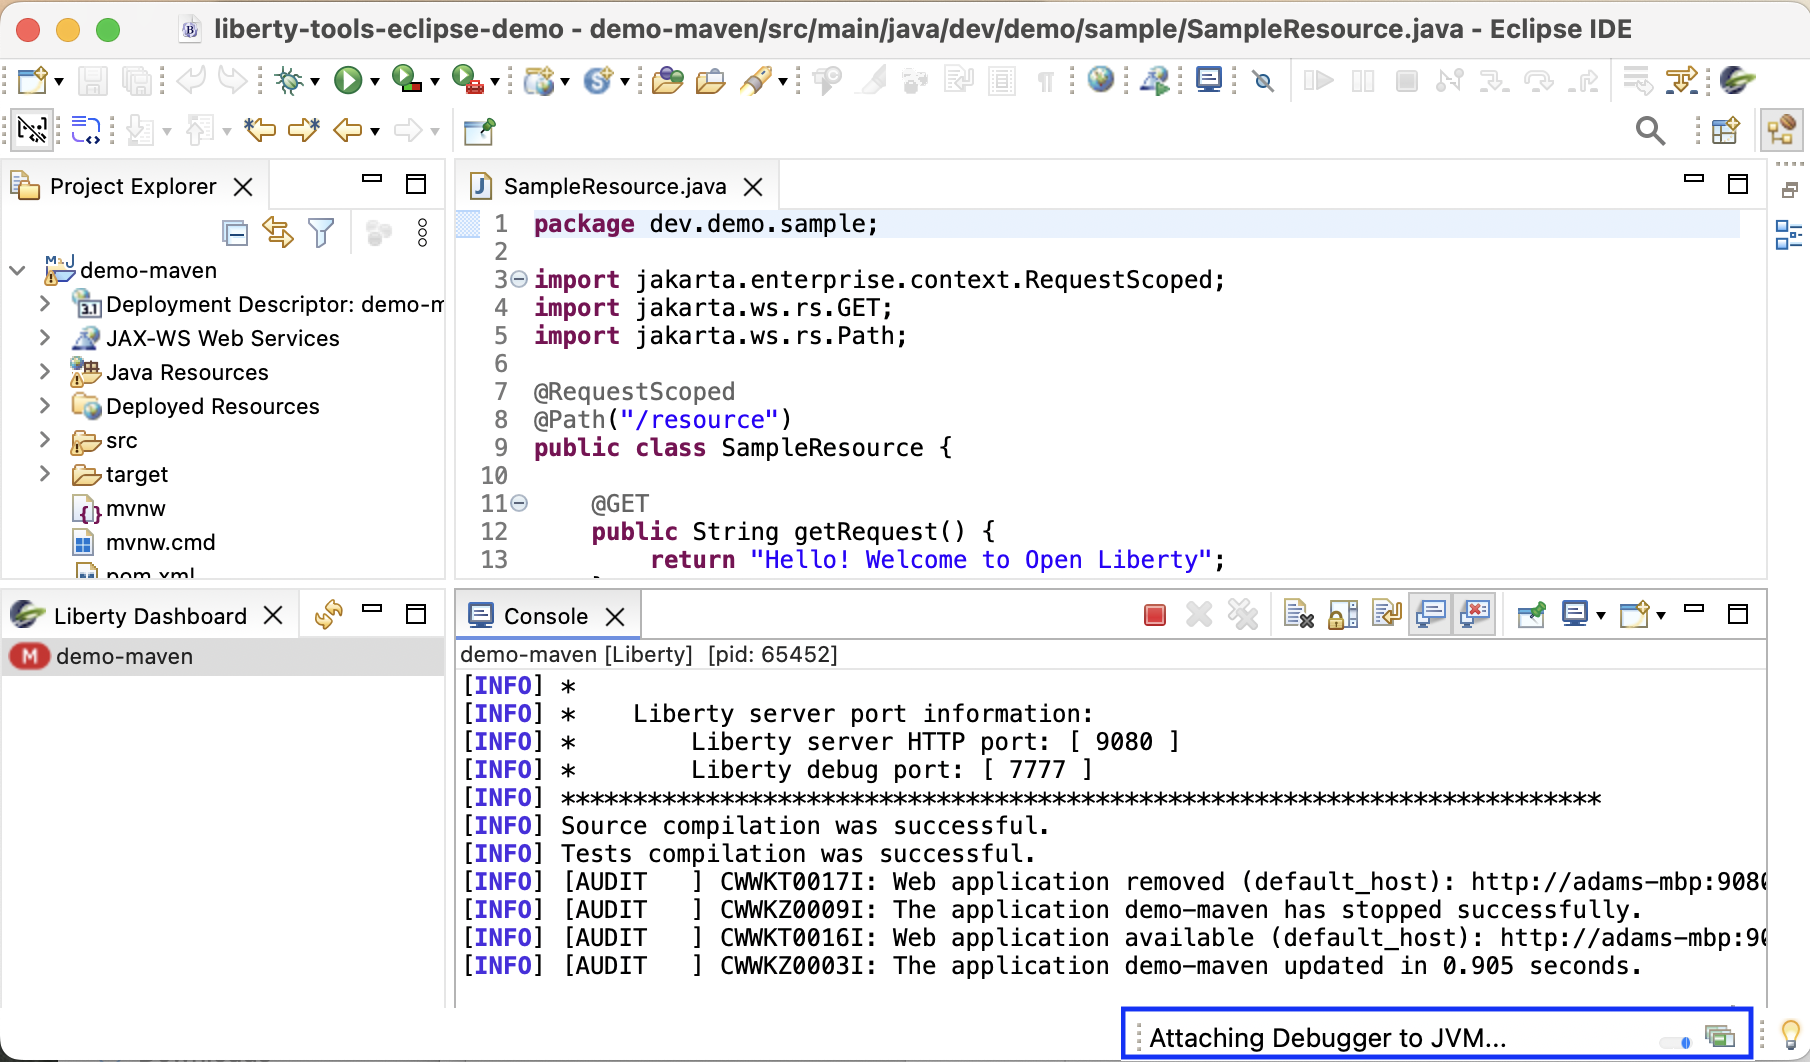 liberty-tools-eclipse-demo - demo-maven/src/main/java/dev/demo/sample/SampleResource.java - Eclipse IDE
Project Explorer
demo-maven
Deployment Descriptor: demo-m
JAX-WS Web Services
Java Resources
Deployed Resources
src
target
mvnw
mvnw.cmd
pom.xml
SampleResource.java
1 package dev.demo.sample;
2
3 import jakarta.enterprise.context.RequestScoped;
4 import jakarta.ws.rs.GET;
5 import jakarta.ws.rs.Path;
6
7 @RequestScoped
8 @Path("/resource")
9 public class SampleResource {
10
11 @GET
12 public String getRequest() {
13 return "Hello! Welcome to Open Liberty";
Liberty Dashboard
M demo-maven
Console
demo-maven [Liberty] [pid: 65452]
[INFO] *
[INFO] * Liberty server port information:
[INFO] * Liberty server HTTP port: [ 9080 ]
[INFO] * Liberty debug port: [ 7777 ]
[INFO] ************************************************************************
[INFO] Source compilation was successful.
[INFO] Tests compilation was successful.
[INFO] [AUDIT ] CWWKT0017I: Web application removed (default_host): http://adams-mbp:9080
[INFO] [AUDIT ] CWWKZ0009I: The application demo-maven has stopped successfully.
[INFO] [AUDIT ] CWWKT0016I: Web application available (default_host): http://adams-mbp:90
[INFO] [AUDIT ] CWWKZ0003I: The application demo-maven updated in 0.905 seconds.
Attaching Debugger to JVM...